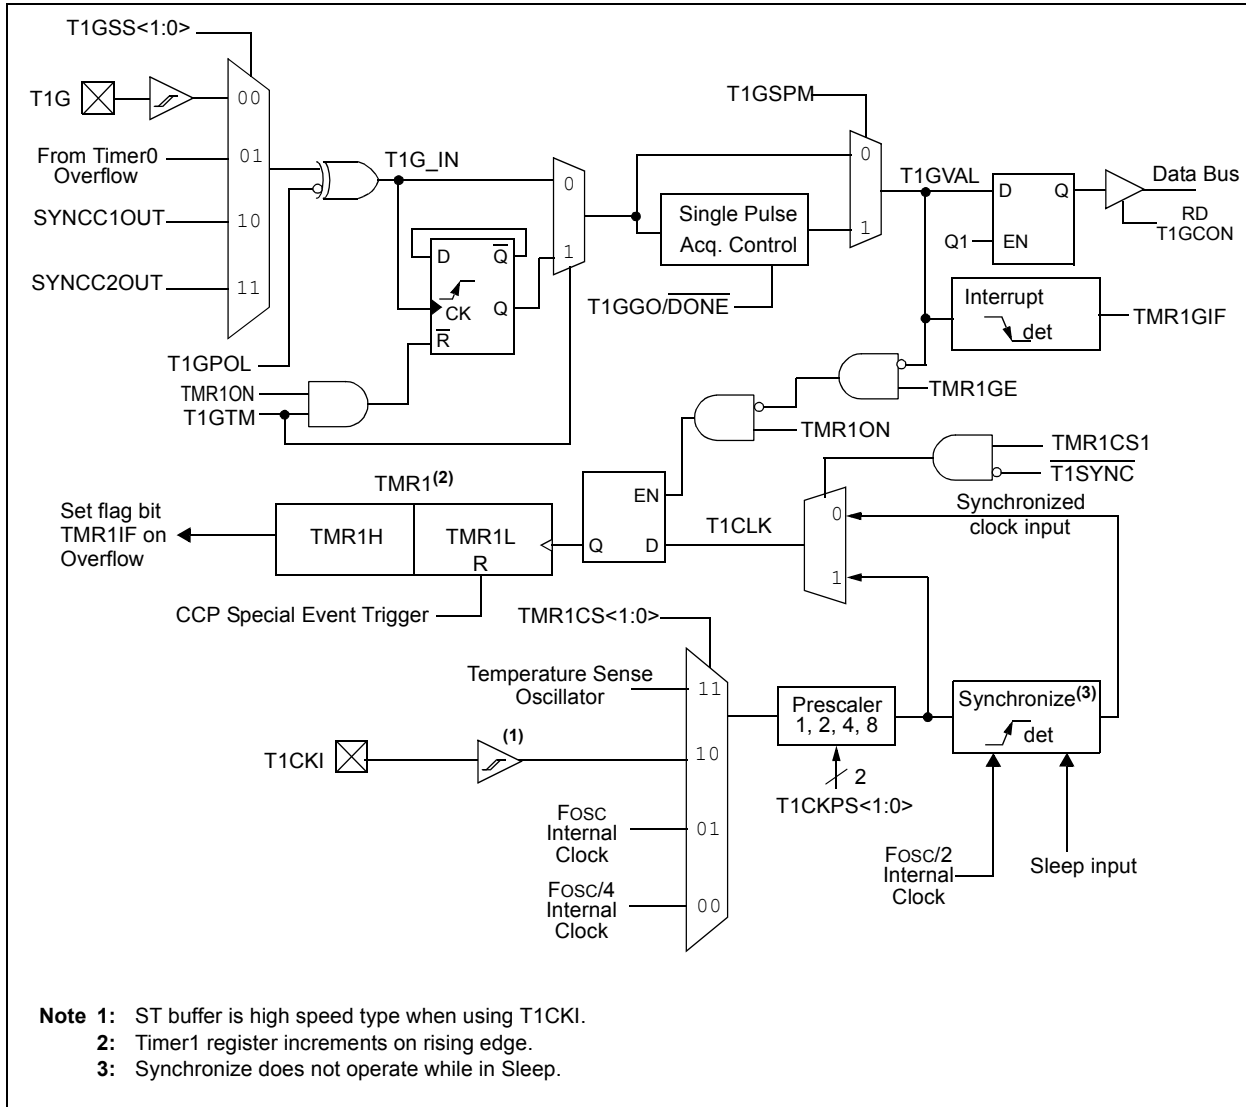 T1GSS<1:0>
T1G
00
From Timer0
Overflow
01
SYNCC1OUT
10
SYNCC2OUT
11
T1GPOL
T1G_IN
0
1
D
Q̅
CK
Q
R̅
TMR1ON
T1GTM
T1GSPM
0
1
Single Pulse
Acq. Control
T1GGO/D̅O̅N̅E̅
T1GVAL
D
Q
Q1
EN
Data Bus
RD
T1GCON
Interrupt
det
TMR1GIF
TMR1GE
TMR1ON
TMR1CS1
T̅1̅S̅Y̅N̅C̅
Set flag bit
TMR1IF on
Overflow
TMR1(2)
TMR1H
TMR1L
R
CCP Special Event Trigger
EN
Q
D
T1CLK
0
1
Synchronized
clock input
TMR1CS<1:0>
Temperature Sense
Oscillator
11
T1CKI
(1)
10
FOSC
Internal
Clock
01
FOSC/4
Internal
Clock
00
Prescaler
1, 2, 4, 8
2
T1CKPS<1:0>
Synchronize(3)
det
FOSC/2
Internal
Clock
Sleep input
Note 1: ST buffer is high speed type when using T1CKI.
2: Timer1 register increments on rising edge.
3: Synchronize does not operate while in Sleep.